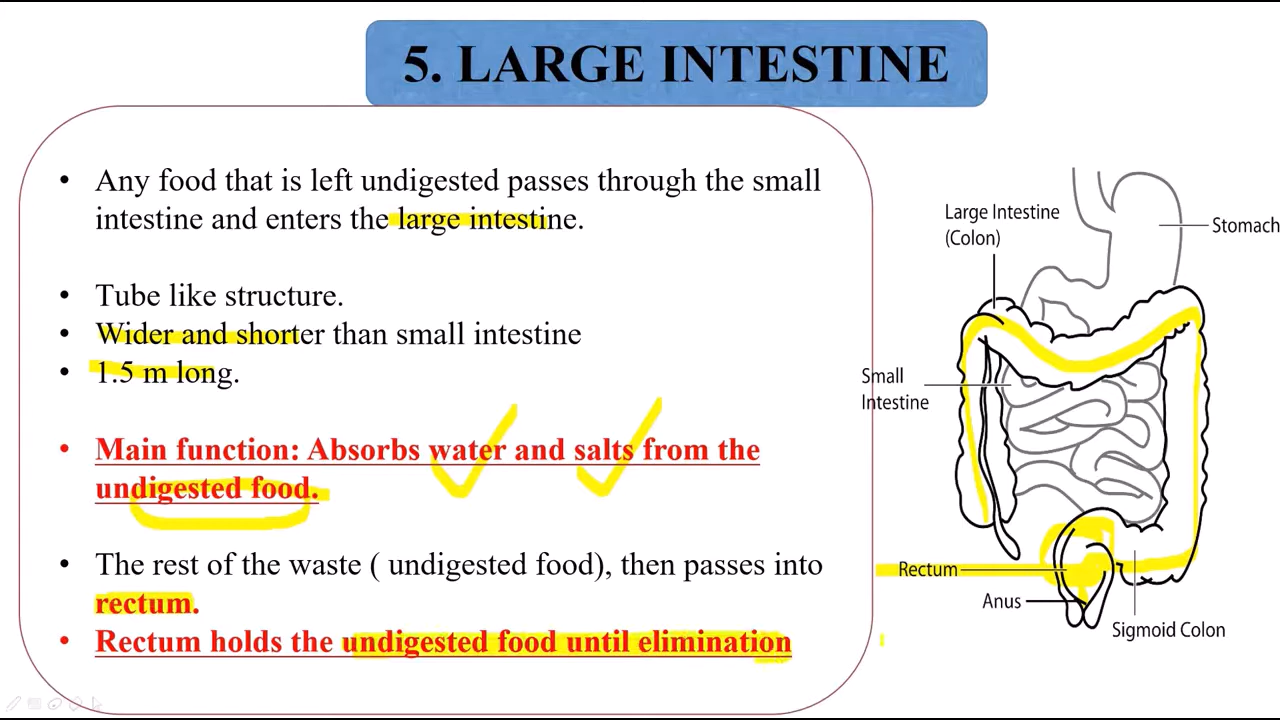 5. LARGE INTESTINE
• Any food that is left undigested passes through the small
intestine and enters the large intestine.
• Tube like structure.
• Wider and shorter than small intestine
• 1.5 m long.
• Main function: Absorbs water and salts from the
undigested food.
• The rest of the waste ( undigested food), then passes into
rectum.
• Rectum holds the undigested food until elimination
Large Intestine
(Colon)
Stomach
Small
Intestine
Rectum
Anus
Sigmoid Colon